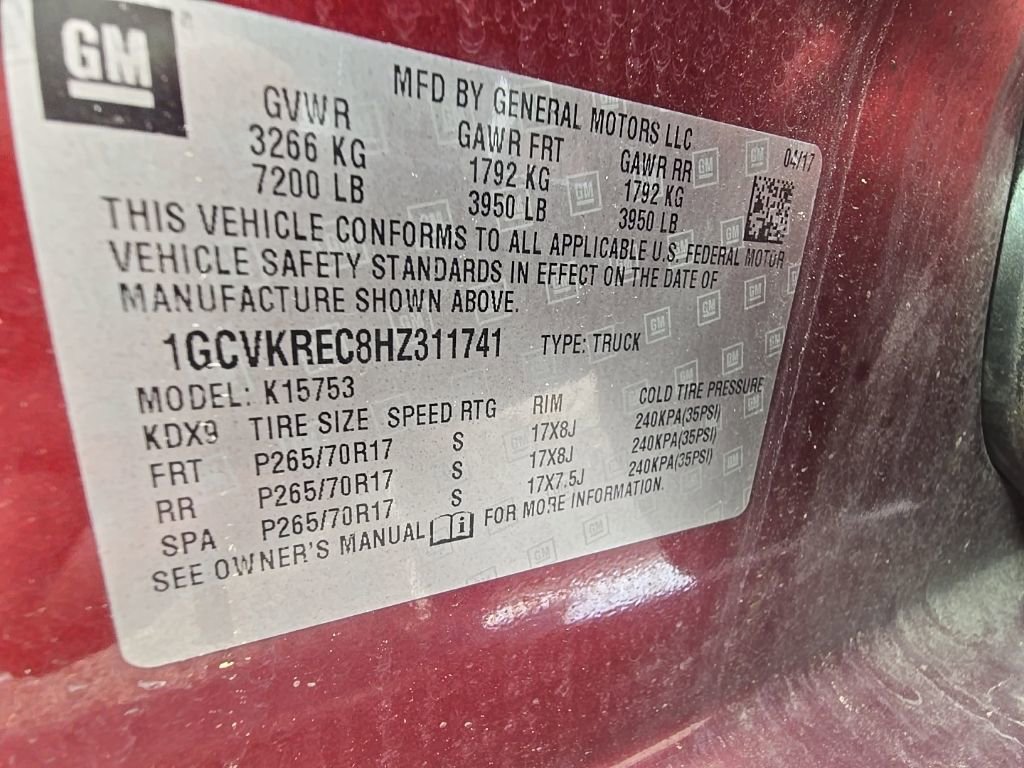 GM
MFD BY GENERAL MOTORS LLC
04/17
GVWR GAWR FRT GAWR RR
3266 KG 1792 KG 1792 KG
7200 LB 3950 LB 3950 LB
THIS VEHICLE CONFORMS TO ALL APPLICABLE U.S. FEDERAL MOTOR
VEHICLE SAFETY STANDARDS IN EFFECT ON THE DATE OF
MANUFACTURE SHOWN ABOVE.
1GCVKREC8HZ311741 TYPE: TRUCK
MODEL: K15753
KDX9 TIRE SIZE SPEED RTG RIM COLD TIRE PRESSURE
FRT P265/70R17 S 17X8J 240KPA(35PSI)
RR P265/70R17 S 17X8J 240KPA(35PSI)
SPA P265/70R17 S 17X7.5J 240KPA(35PSI)
SEE OWNER'S MANUAL FOR MORE INFORMATION.